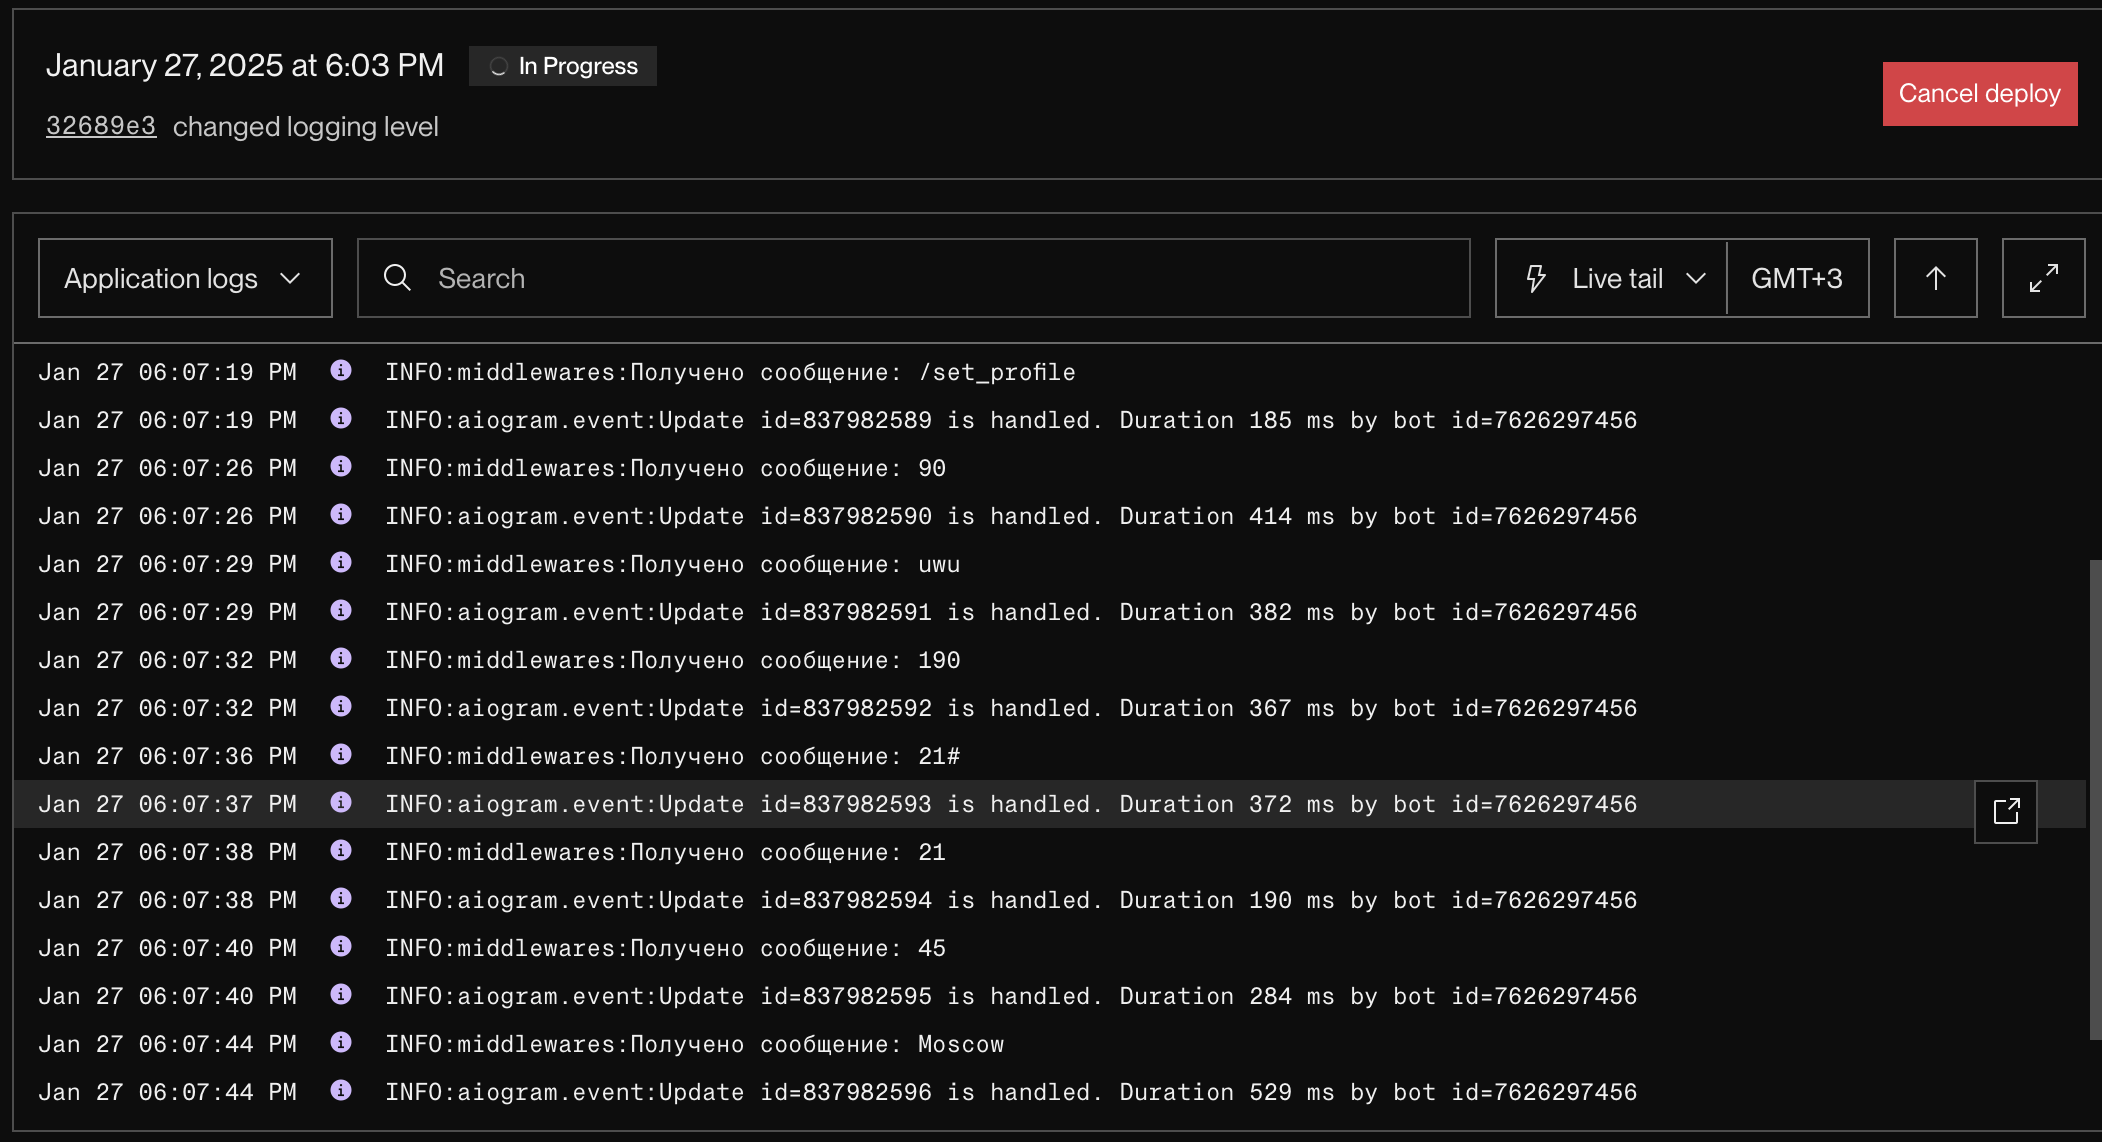 January 27, 2025 at 6:03 PM In Progress
32689e3 changed logging level
Cancel deploy
Application logs Search Live tail GMT+3
Jan 27 06:07:19 PM INFO:middlewares:Получено сообщение: /set_profile
Jan 27 06:07:19 PM INFO:aiogram.event:Update id=837982589 is handled. Duration 185 ms by bot id=7626297456
Jan 27 06:07:26 PM INFO:middlewares:Получено сообщение: 90
Jan 27 06:07:26 PM INFO:aiogram.event:Update id=837982590 is handled. Duration 414 ms by bot id=7626297456
Jan 27 06:07:29 PM INFO:middlewares:Получено сообщение: uwu
Jan 27 06:07:29 PM INFO:aiogram.event:Update id=837982591 is handled. Duration 382 ms by bot id=7626297456
Jan 27 06:07:32 PM INFO:middlewares:Получено сообщение: 190
Jan 27 06:07:32 PM INFO:aiogram.event:Update id=837982592 is handled. Duration 367 ms by bot id=7626297456
Jan 27 06:07:36 PM INFO:middlewares:Получено сообщение: 21#
Jan 27 06:07:37 PM INFO:aiogram.event:Update id=837982593 is handled. Duration 372 ms by bot id=7626297456
Jan 27 06:07:38 PM INFO:middlewares:Получено сообщение: 21
Jan 27 06:07:38 PM INFO:aiogram.event:Update id=837982594 is handled. Duration 190 ms by bot id=7626297456
Jan 27 06:07:40 PM INFO:middlewares:Получено сообщение: 45
Jan 27 06:07:40 PM INFO:aiogram.event:Update id=837982595 is handled. Duration 284 ms by bot id=7626297456
Jan 27 06:07:44 PM INFO:middlewares:Получено сообщение: Moscow
Jan 27 06:07:44 PM INFO:aiogram.event:Update id=837982596 is handled. Duration 529 ms by bot id=7626297456